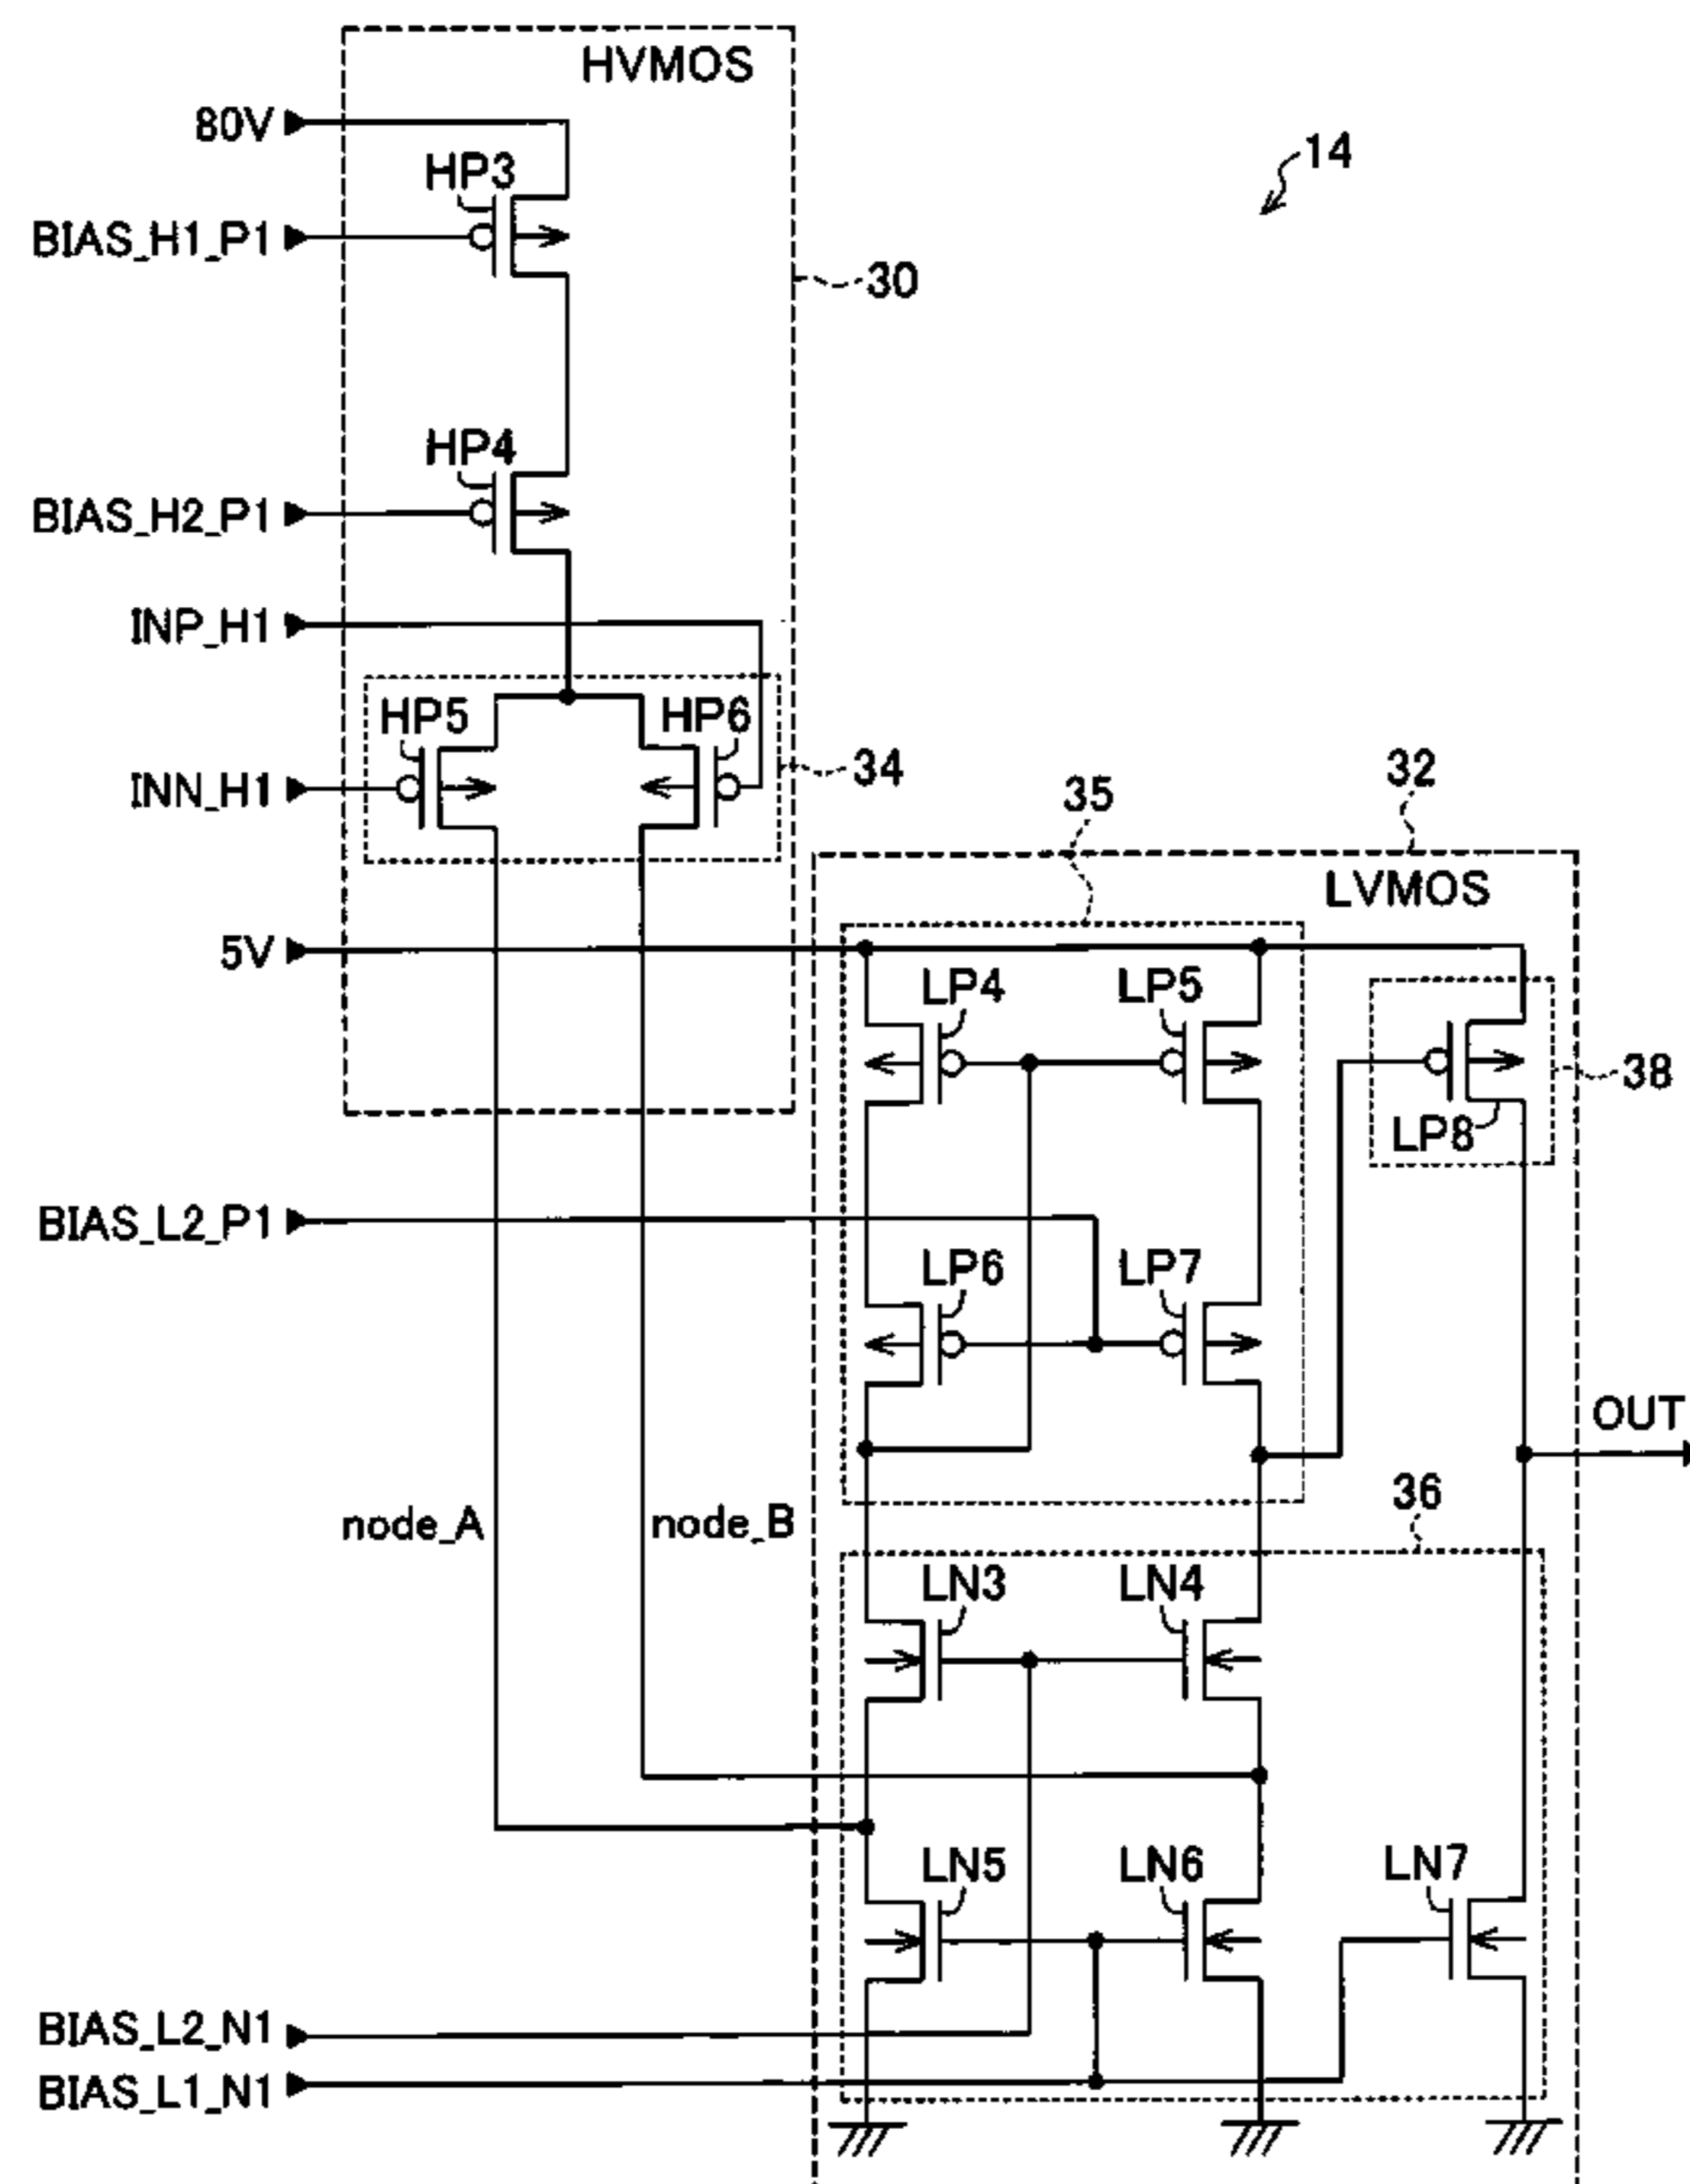 HVMOS
80V
14
HP3
BIAS_H1_P1
30
HP4
BIAS_H2_P1
INP_H1
HP5
HP6
INN_H1
34
35
32
LVMOS
5V
LP4
LP5
38
LP8
BIAS_L2_P1
LP6
LP7
OUT
36
node_A
node_B
LN3
LN4
LN5
LN6
LN7
BIAS_L2_N1
BIAS_L1_N1